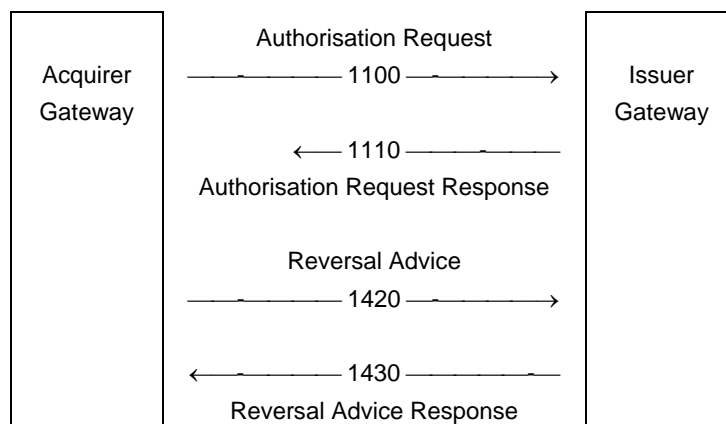 Authorisation Request
Acquirer
Gateway
1100
Issuer
Gateway
1110
Authorisation Request Response
Reversal Advice
1420
1430
Reversal Advice Response